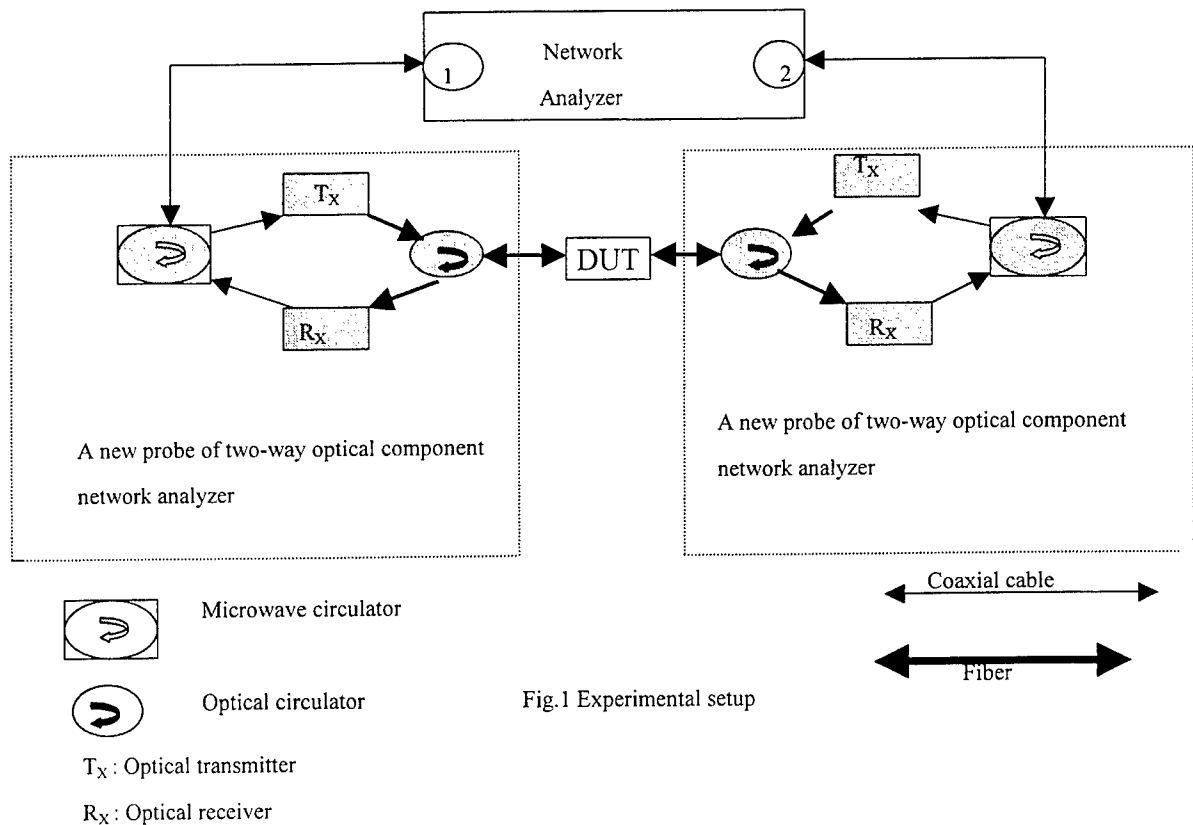 Network
1
2
Analyzer
TX
TX
DUT
RX
RX
A new probe of two-way optical component
network analyzer
A new probe of two-way optical component
network analyzer
Coaxial cable
Microwave circulator
Fiber
Optical circulator
Fig.1 Experimental setup
TX : Optical transmitter
RX : Optical receiver